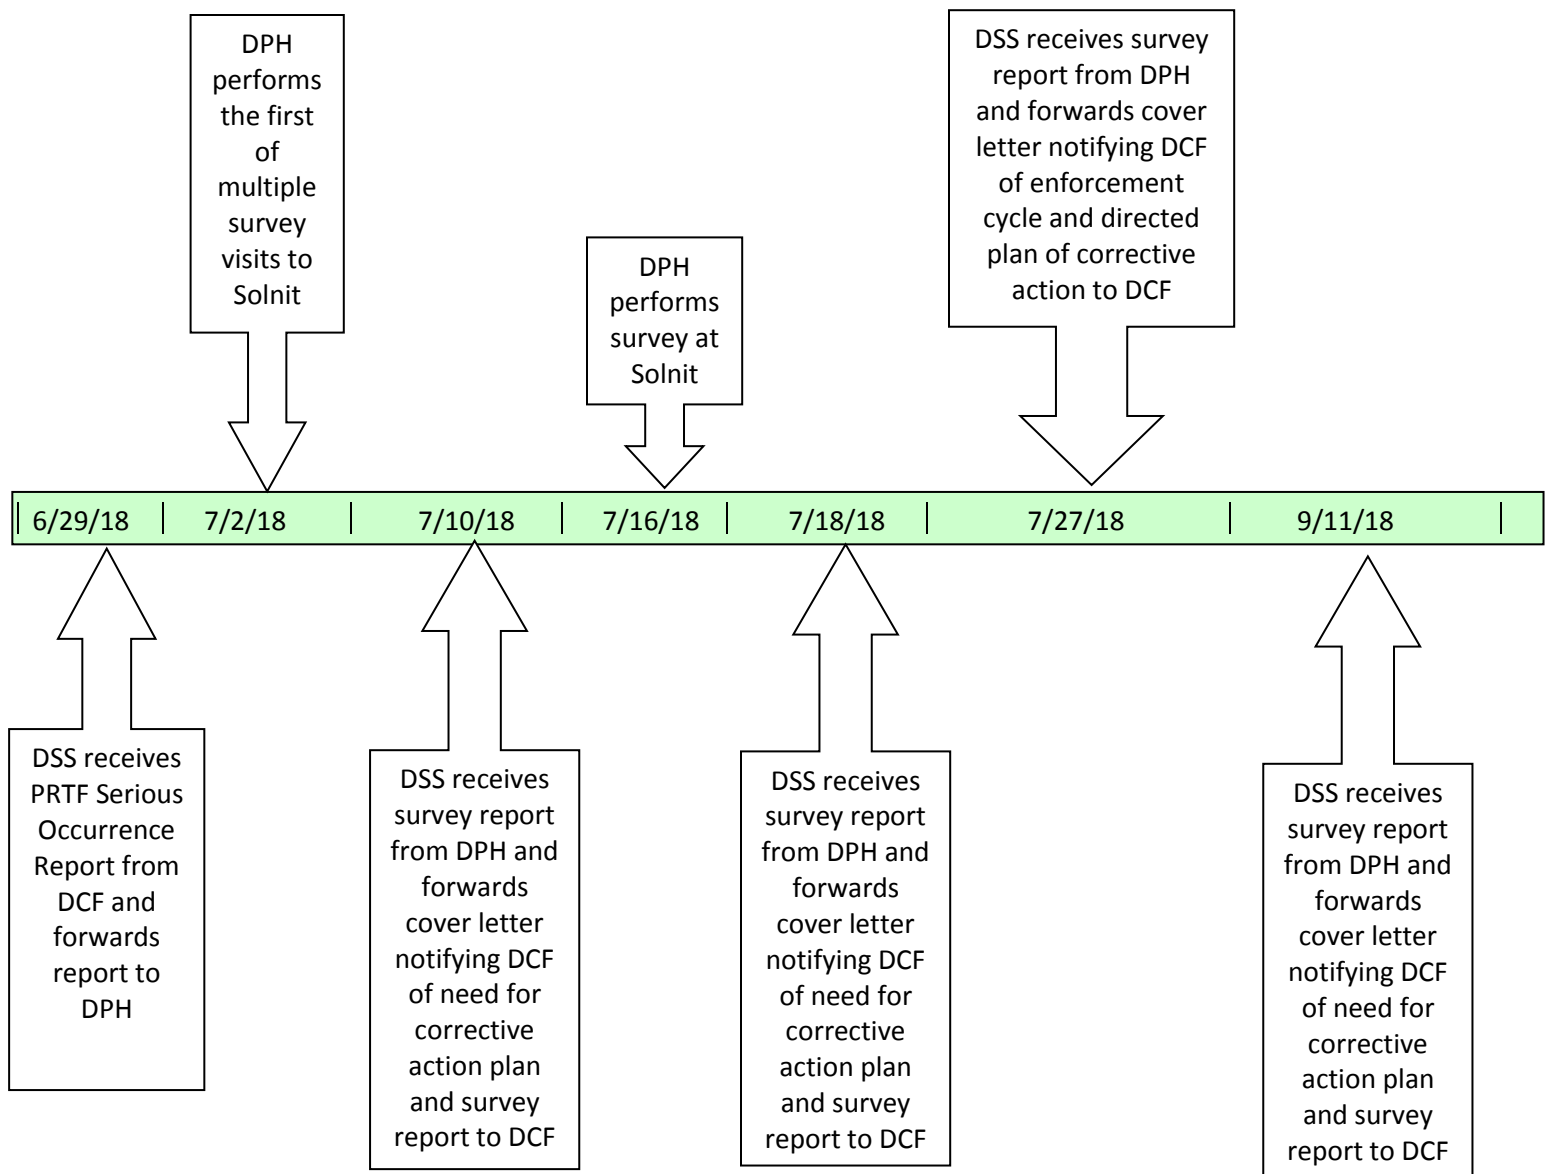 DPH
performs
the first
of
multiple
survey
visits to
Solnit
DPH
performs
survey at
Solnit
DSS receives survey
report from DPH
and forwards cover
letter notifying DCF
of enforcement
cycle and directed
plan of corrective
action to DCF
6/29/18 7/2/18 7/10/18 7/16/18 7/18/18 7/27/18 9/11/18
DSS receives
PRTF Serious
Occurrence
Report from
DCF and
forwards
report to
DPH
DSS receives
survey report
from DPH and
forwards
cover letter
notifying DCF
of need for
corrective
action plan
and survey
report to DCF
DSS receives
survey report
from DPH and
forwards
cover letter
notifying DCF
of need for
corrective
action plan
and survey
report to DCF
DSS receives
survey report
from DPH and
forwards
cover letter
notifying DCF
of need for
corrective
action plan
and survey
report to DCF